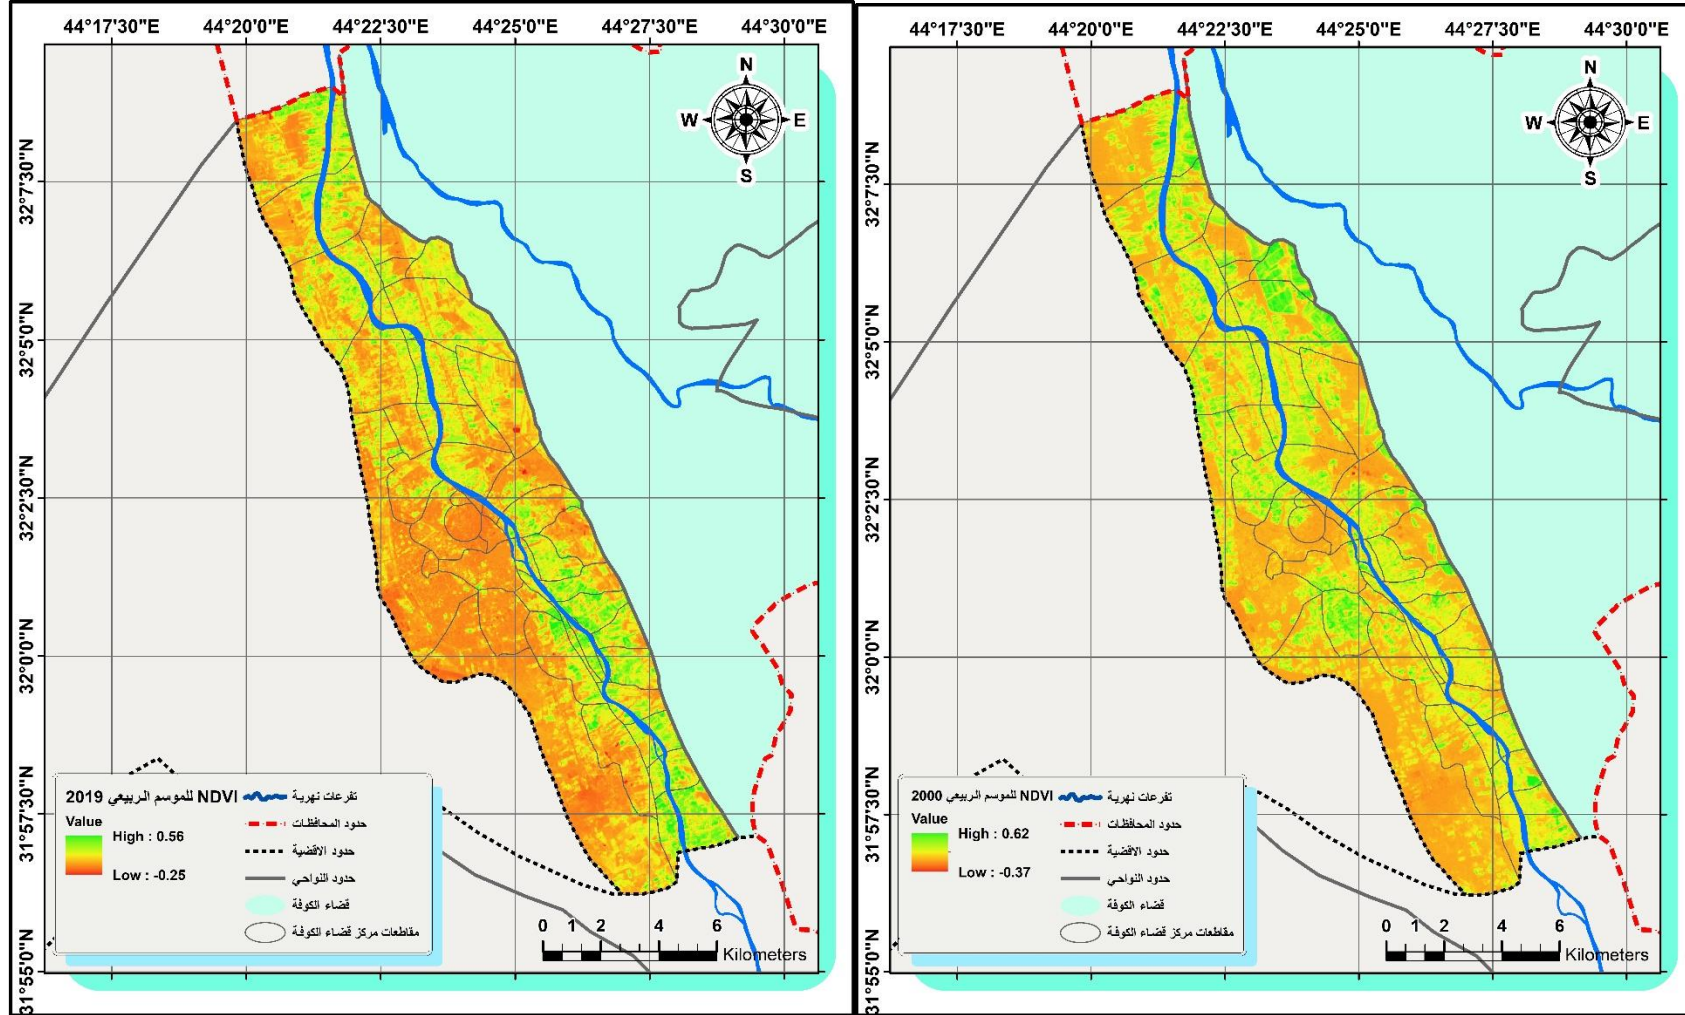 44°17'30"E 44°20'0"E 44°22'30"E 44°25'0"E 44°27'30"E 44°30'0"E
N
W E
S
32°7'30"N
32°5'0"N
32°2'30"N
32°0'0"N
31°57'30"N
31°55'0"N
NDVI للموسم الربيعي 2019
Value
High : 0.56
Low : -0.25
تفرعات نهرية
حدود المحافظات
حدود الاقضية
حدود النواحي
قضاء الكوفة
مقاطعات مركز قضاء الكوفة
0 1 2 4 6
Kilometers
44°17'30"E 44°20'0"E 44°22'30"E 44°25'0"E 44°27'30"E 44°30'0"E
N
W E
S
32°7'30"N
32°5'0"N
32°2'30"N
32°0'0"N
31°57'30"N
31°55'0"N
NDVI للموسم الربيعي 2000
Value
High : 0.62
Low : -0.37
تفرعات نهرية
حدود المحافظات
حدود الاقضية
حدود النواحي
قضاء الكوفة
مقاطعات مركز قضاء الكوفة
0 1 2 4 6
Kilometers